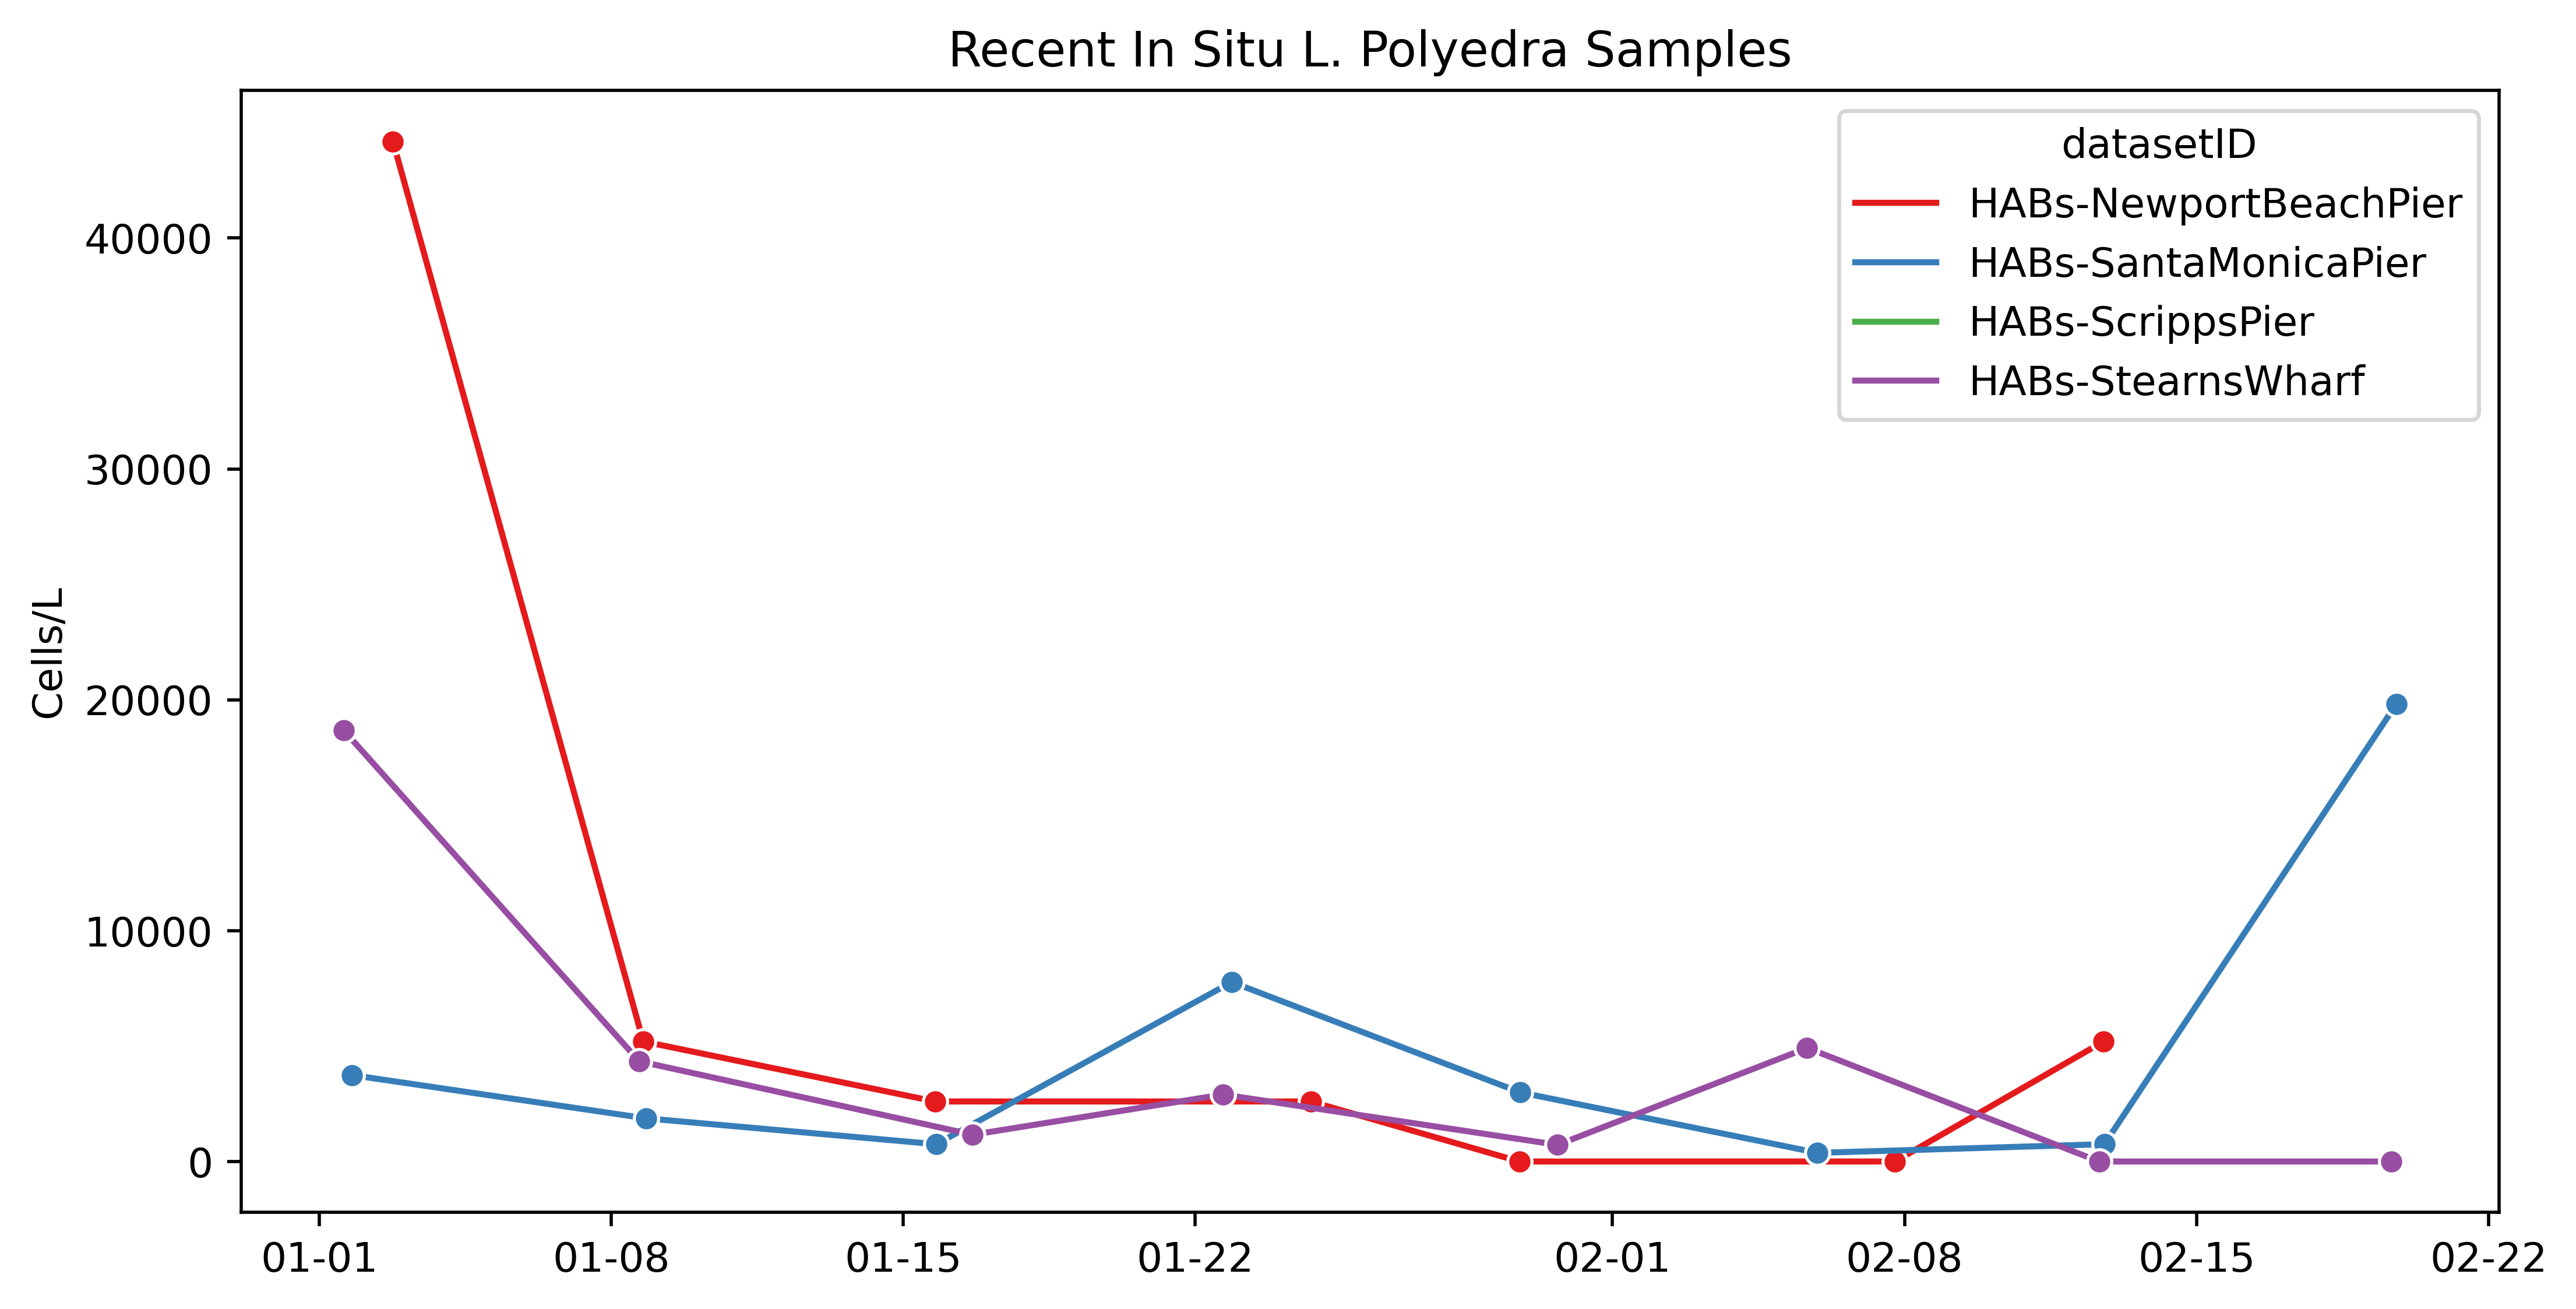 Recent In Situ L. Polyedra Samples
datasetID
HABs-NewportBeachPier
HABs-SantaMonicaPier
HABs-ScrippsPier
HABs-StearnsWharf
Cells/L
40000
30000
20000
10000
0
01-01 01-08 01-15 01-22 02-01 02-08 02-15 02-22